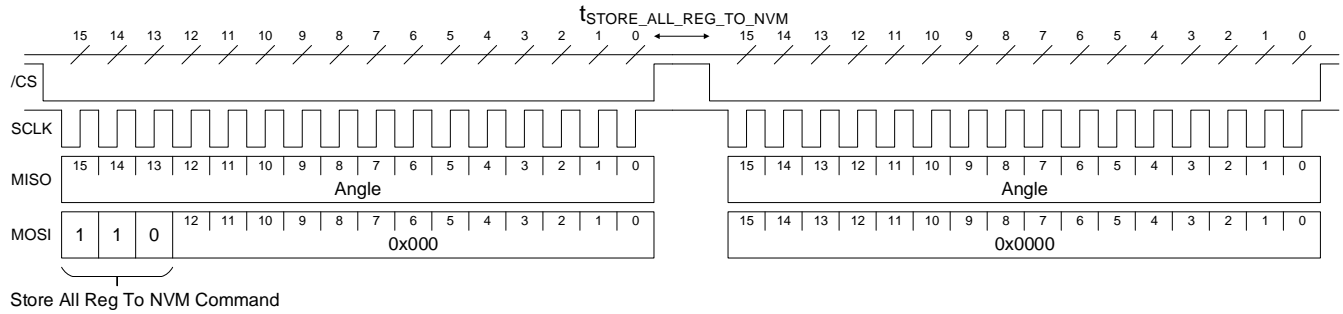 tSTORE_ALL_REG_TO_NVM
15 14 13 12 11 10 9 8 7 6 5 4 3 2 1 0 15 14 13 12 11 10 9 8 7 6 5 4 3 2 1 0
/CS
SCLK
15 14 13 12 11 10 9 8 7 6 5 4 3 2 1 0 15 14 13 12 11 10 9 8 7 6 5 4 3 2 1 0
MISO Angle Angle
12 11 10 9 8 7 6 5 4 3 2 1 0 15 14 13 12 11 10 9 8 7 6 5 4 3 2 1 0
MOSI 1 1 0 0x000 0x0000
Store All Reg To NVM Command